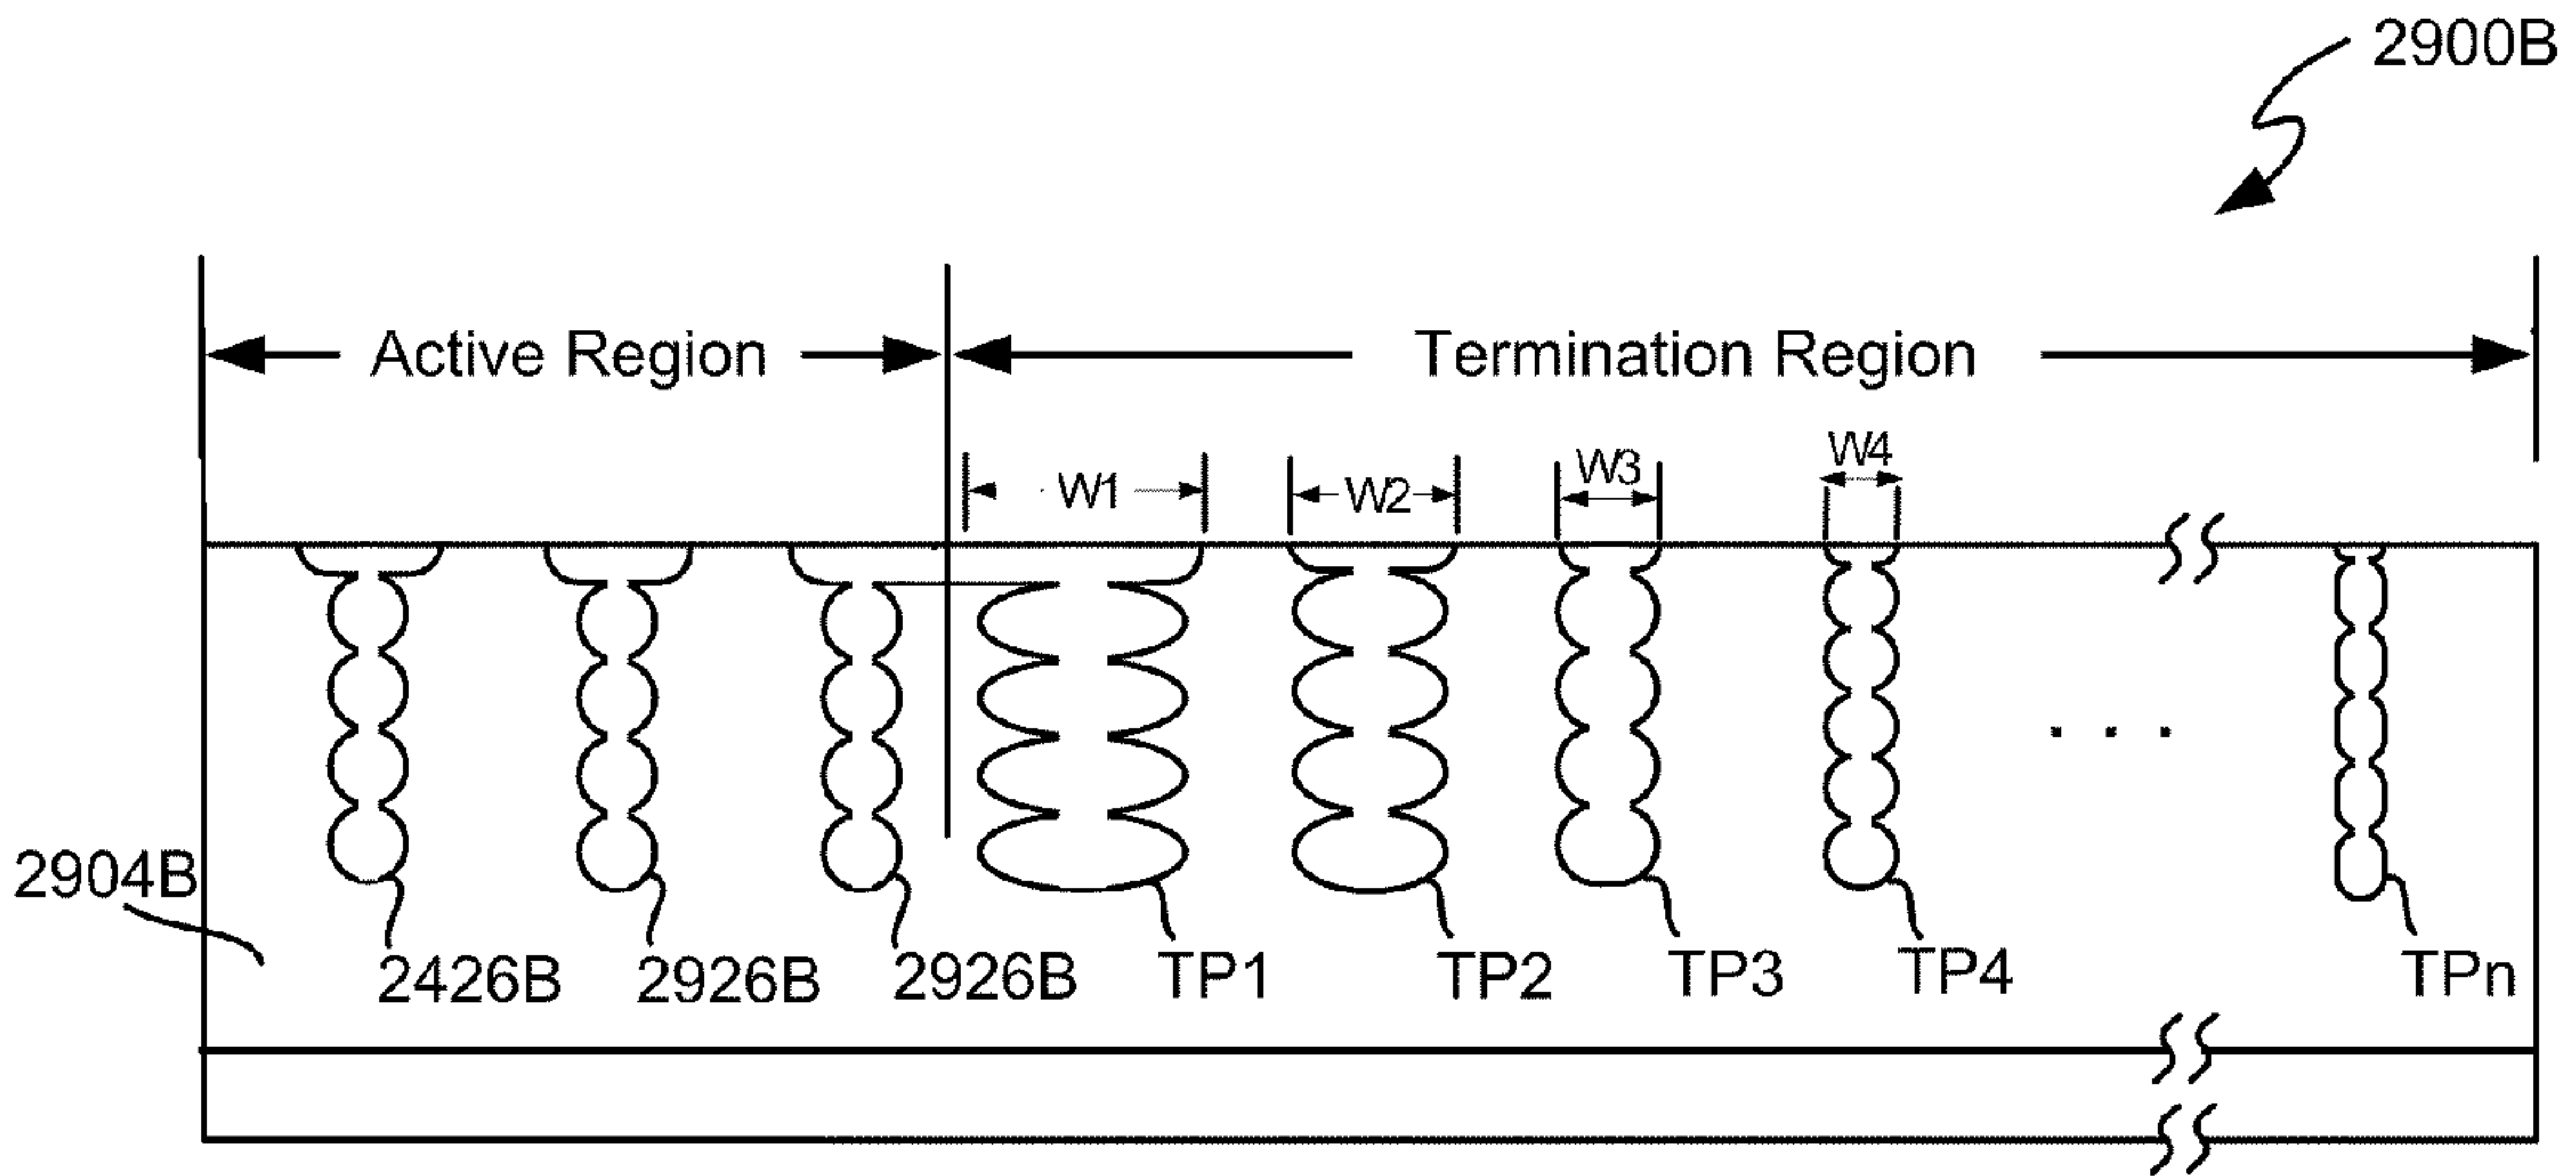 2900B
Active Region
Termination Region
W1
W2
W3
W4
. . .
2904B
2426B
2926B
2926B
TP1
TP2
TP3
TP4
TPn